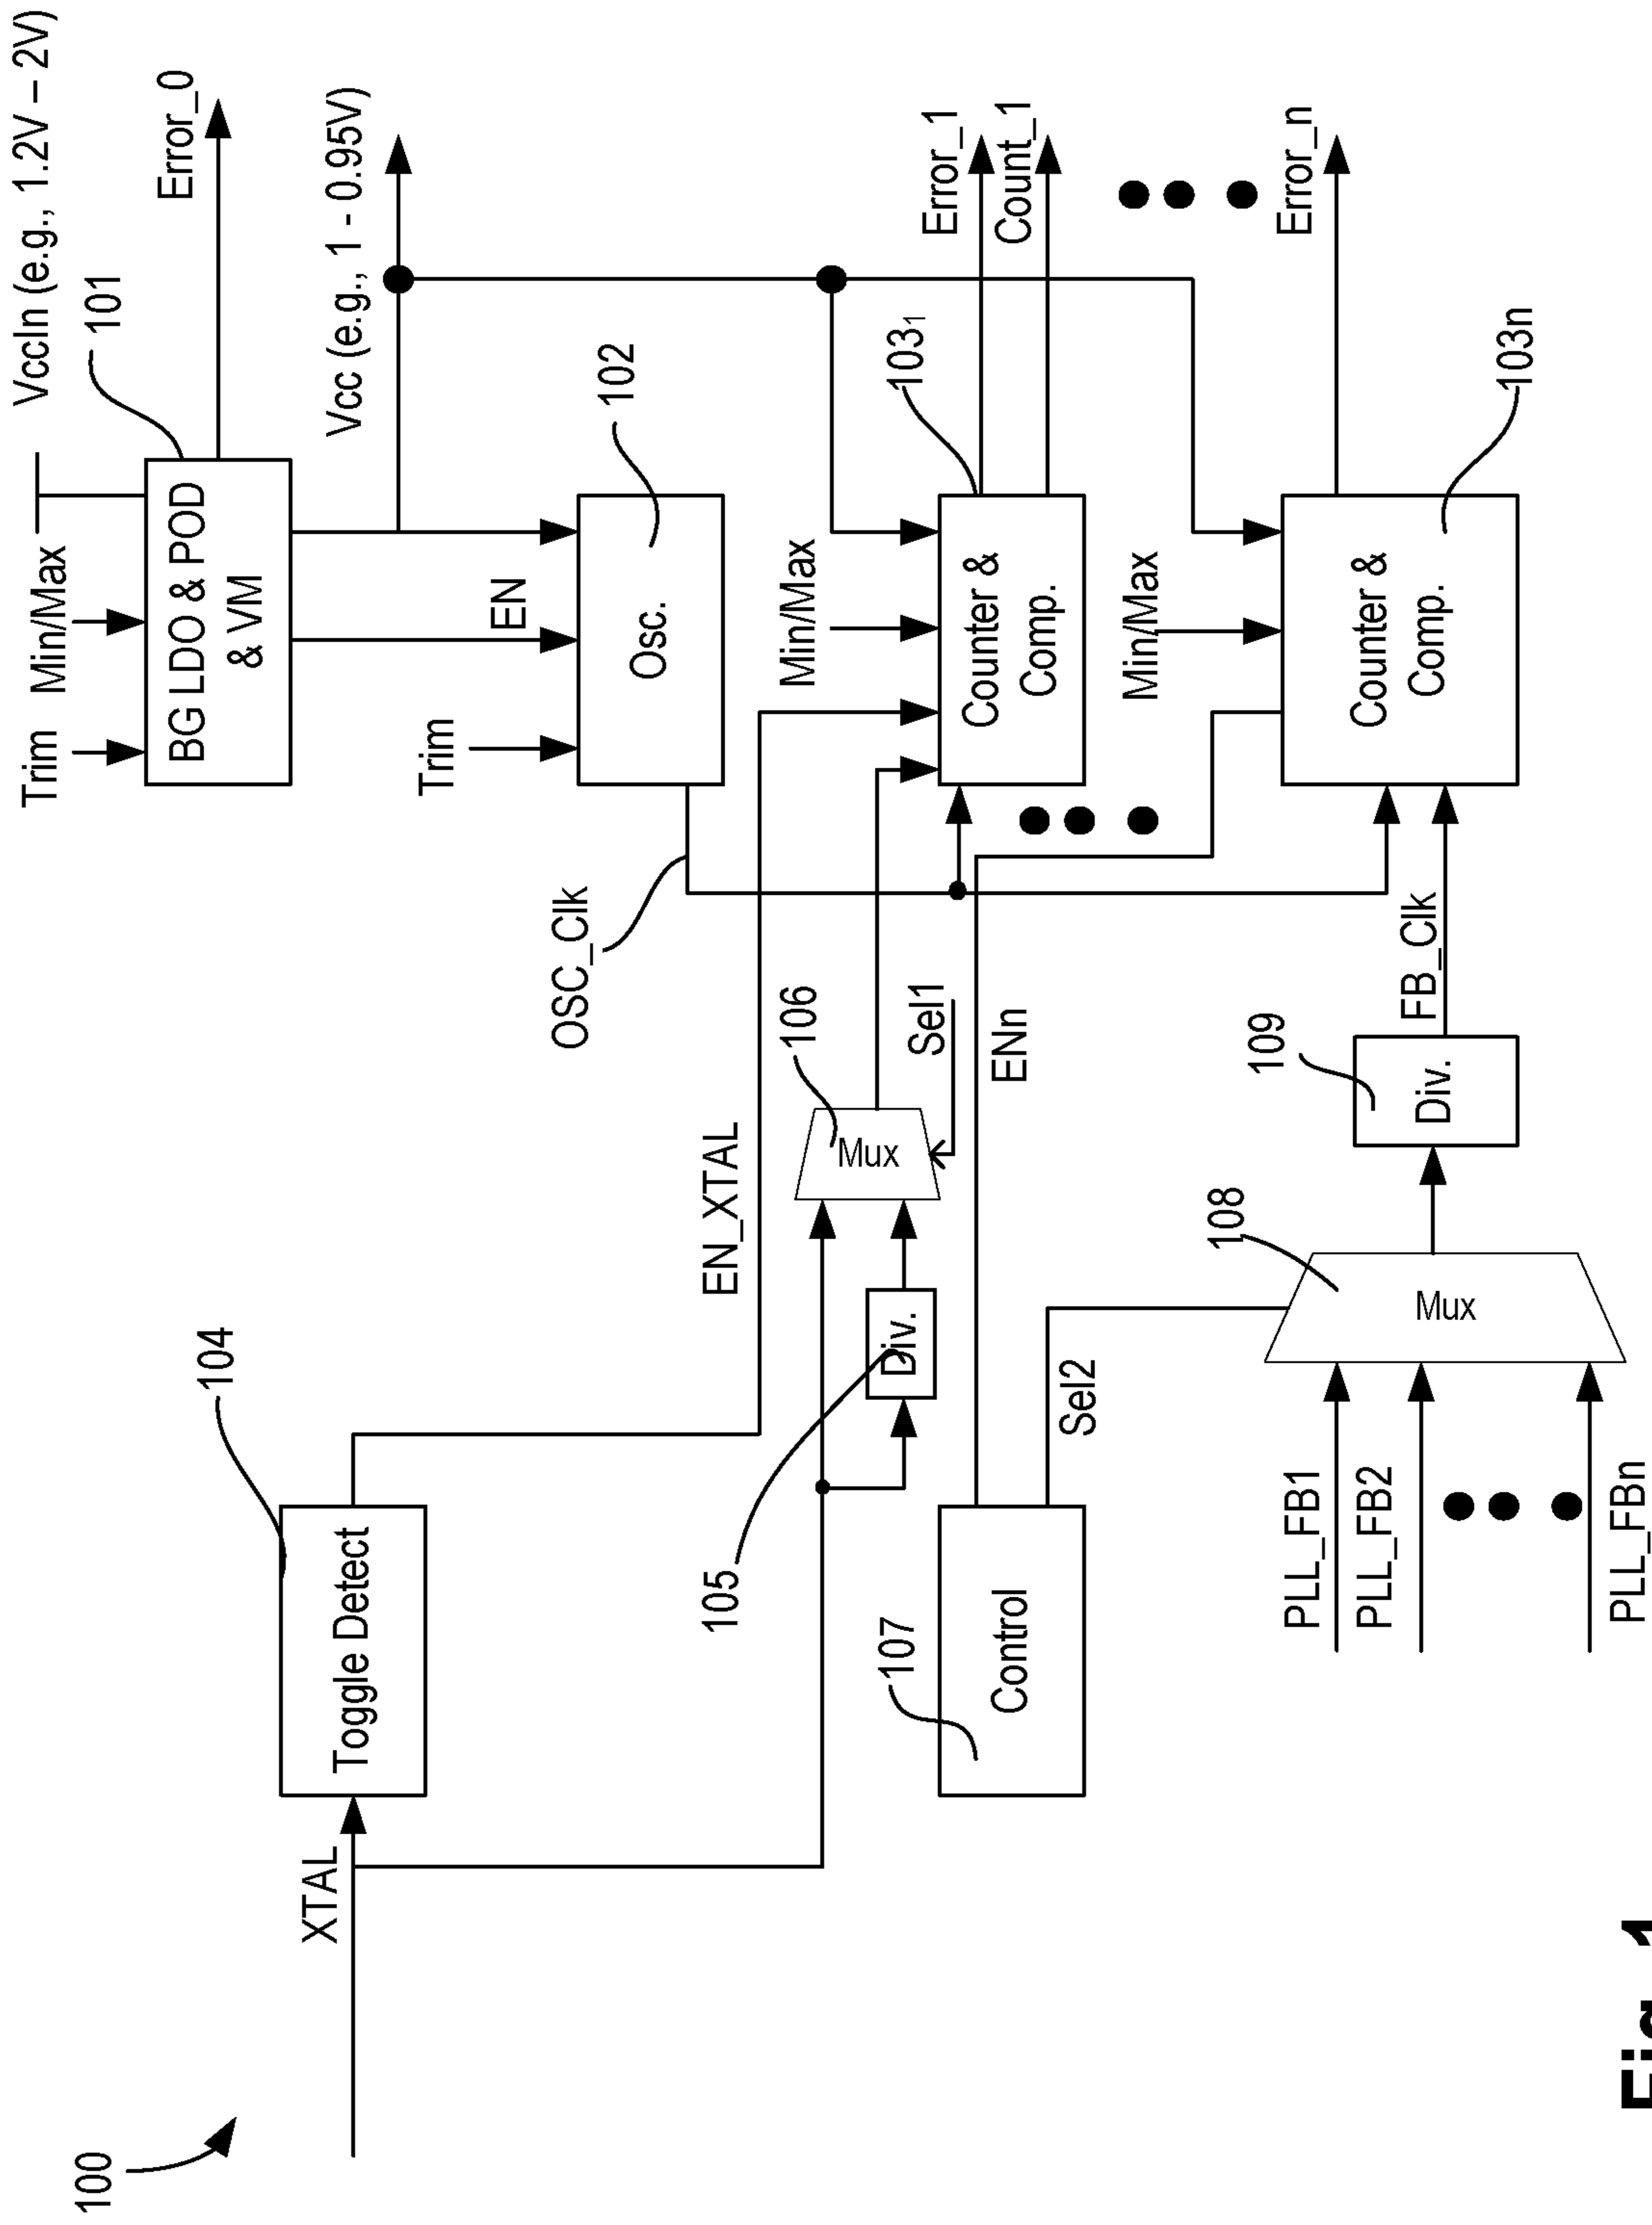 100
XTAL
Toggle Detect
104
EN_XTAL
OSC_Clk
Trim
Min/Max
VccIn (e.g., 1.2V – 2V)
101
BG LDO & POD
& VM
Error_0
Vcc (e.g., 1 - 0.95V)
EN
Trim
Osc.
102
105
Div.
106
Mux
Sel1
Min/Max
Counter &
Comp.
103₁
Error_1
Count_1
107
Control
ENn
Sel2
108
Mux
PLL_FB1
PLL_FB2
PLL_FBn
109
Div.
FB_Clk
Min/Max
Counter &
Comp.
103n
Error_n